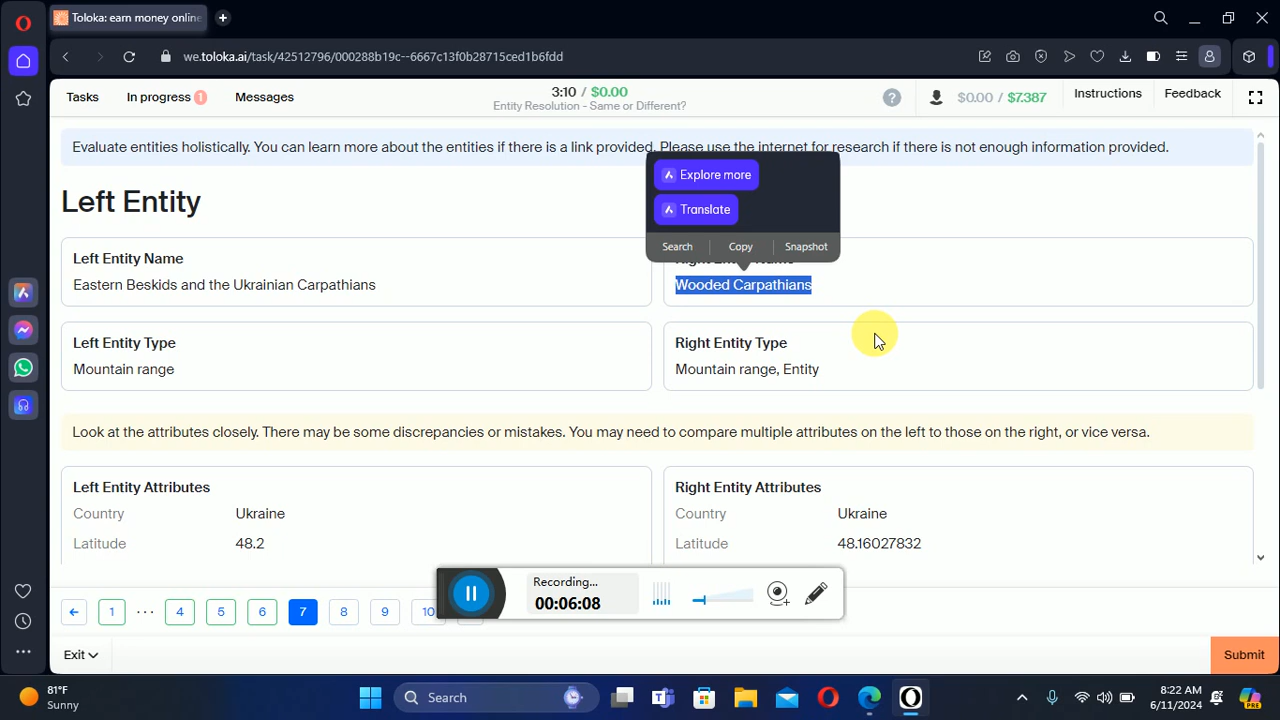 Toloka: earn money online
we.toloka.ai/task/42512796/000288b19c--6667c13f0b28715ced1b6fdd
Tasks
In progress 1
Messages
3:10 / $0.00
Entity Resolution - Same or Different?
$0.00 / $7.387
Instructions
Feedback
Evaluate entities holistically. You can learn more about the entities if there is a link provided. Please use the internet for research if there is not enough information provided.
Explore more
Translate
Search
Copy
Snapshot
Left Entity
Left Entity Name
Eastern Beskids and the Ukrainian Carpathians
Right Entity Name
Wooded Carpathians
Left Entity Type
Mountain range
Right Entity Type
Mountain range, Entity
Look at the attributes closely. There may be some discrepancies or mistakes. You may need to compare multiple attributes on the left to those on the right, or vice versa.
Left Entity Attributes
Country Ukraine
Latitude 48.2
Right Entity Attributes
Country Ukraine
Latitude 48.16027832
Recording...
00:06:08
1 ... 4 5 6 7 8 9 10
Exit
Submit
81°F
Sunny
Search
8:22 AM
6/11/2024
PRE